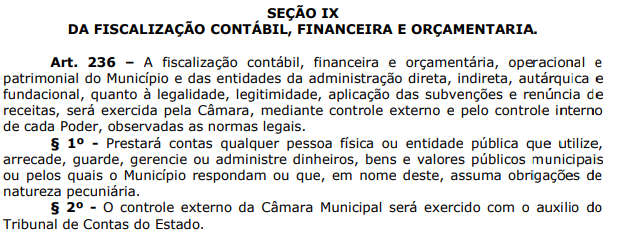 SEÇÃO IX
DA FISCALIZAÇÃO CONTÁBIL, FINANCEIRA E ORÇAMENTARIA.
Art. 236 – A fiscalização contábil, financeira e orçamentária, operacional e
patrimonial do Município e das entidades da administração direta, indireta, autárquica e
fundacional, quanto à legalidade, legitimidade, aplicação das subvenções e renúncia de
receitas, será exercida pela Câmara, mediante controle externo e pelo controle interno
de cada Poder, observadas as normas legais.
§ 1º - Prestará contas qualquer pessoa física ou entidade pública que utilize,
arrecade, guarde, gerencie ou administre dinheiros, bens e valores públicos municipais
ou pelos quais o Município respondam ou que, em nome deste, assuma obrigações de
natureza pecuniária.
§ 2º - O controle externo da Câmara Municipal será exercido com o auxilio do
Tribunal de Contas do Estado.